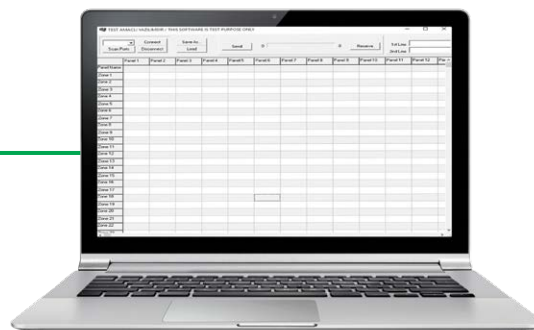 TEST AMAÇLI YAZILIMDIR / THIS SOFTWARE IS TEST PURPOSE ONLY
Connect Save to..
Scan Ports Disconnect Load Send Receive 1st Line
2nd Line
Panel 1 Panel 2 Panel 3 Panel 4 Panel 5 Panel 6 Panel 7 Panel 8 Panel 9 Panel 10 Panel 11 Panel 12
Panel Name
Zone 1
Zone 2
Zone 3
Zone 4
Zone 5
Zone 6
Zone 7
Zone 8
Zone 9
Zone 10
Zone 11
Zone 12
Zone 13
Zone 14
Zone 15
Zone 16
Zone 17
Zone 18
Zone 19
Zone 20
Zone 21
Zone 22